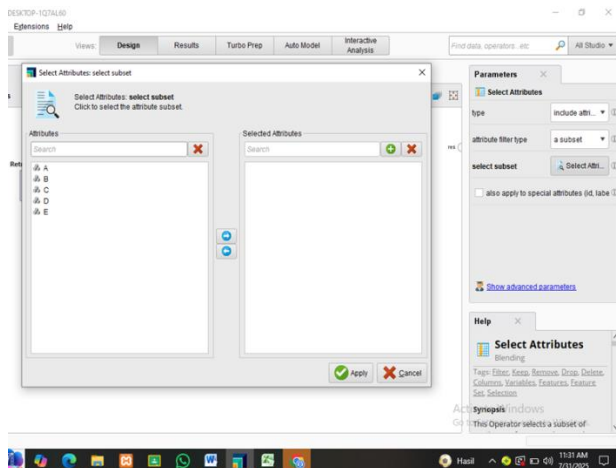 DESKTOP-1Q7AL60
Extensions Help
Views: Design Results Turbo Prep Auto Model Interactive Analysis
Find data, operators...etc
All Studio
Select Attributes: select subset
Select Attributes: select subset
Click to select the attribute subset.
Attributes
Search
A
B
C
D
E
Selected Attributes
Search
Apply
Cancel
Parameters
Select Attributes
type
include attri...
attribute filter type
a subset
select subset
Select Attri...
also apply to special attributes (id, labe
Show advanced parameters
Help
Select Attributes
Blending
Tags: Filter, Keep, Remove, Drop, Delete,
Columns, Variables, Features, Feature
Set, Selection
Synopsis
This Operator selects a subset of
Windows
Hasil
11:31 AM
7/31/2025